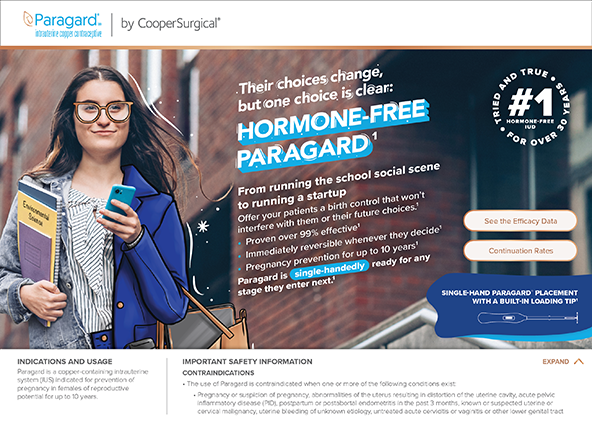 Paragard®
intrauterine copper contraceptive
by CooperSurgical®
Their choices change,
but one choice is clear:
HORMONE-FREE
PARAGARD¹
From running the school social scene
to running a startup
Offer your patients a birth control that won't
interfere with them or their future choices.¹
• Proven over 99% effective¹
• Immediately reversible whenever they decide¹
• Pregnancy prevention for up to 10 years¹
Paragard is single-handedly ready for any
stage they enter next.¹
TRIED AND TRUE
#1
HORMONE-FREE
IUD
FOR OVER 30 YEARS
Environmental
Science
See the Efficacy Data
Continuation Rates
SINGLE-HAND PARAGARD® PLACEMENT
WITH A BUILT-IN LOADING TIP¹
INDICATIONS AND USAGE
Paragard is a copper-containing intrauterine
system (IUS) indicated for prevention of
pregnancy in females of reproductive
potential for up to 10 years.
IMPORTANT SAFETY INFORMATION
EXPAND
CONTRAINDICATIONS
• The use of Paragard is contraindicated when one or more of the following conditions exist:
• Pregnancy or suspicion of pregnancy, abnormalities of the uterus resulting in distortion of the uterine cavity, acute pelvic
inflammatory disease (PID), postpartum or postabortal endometritis in the past 3 months, known or suspected uterine or
cervical malignancy, uterine bleeding of unknown etiology, untreated acute cervicitis or vaginitis or other lower genital tract